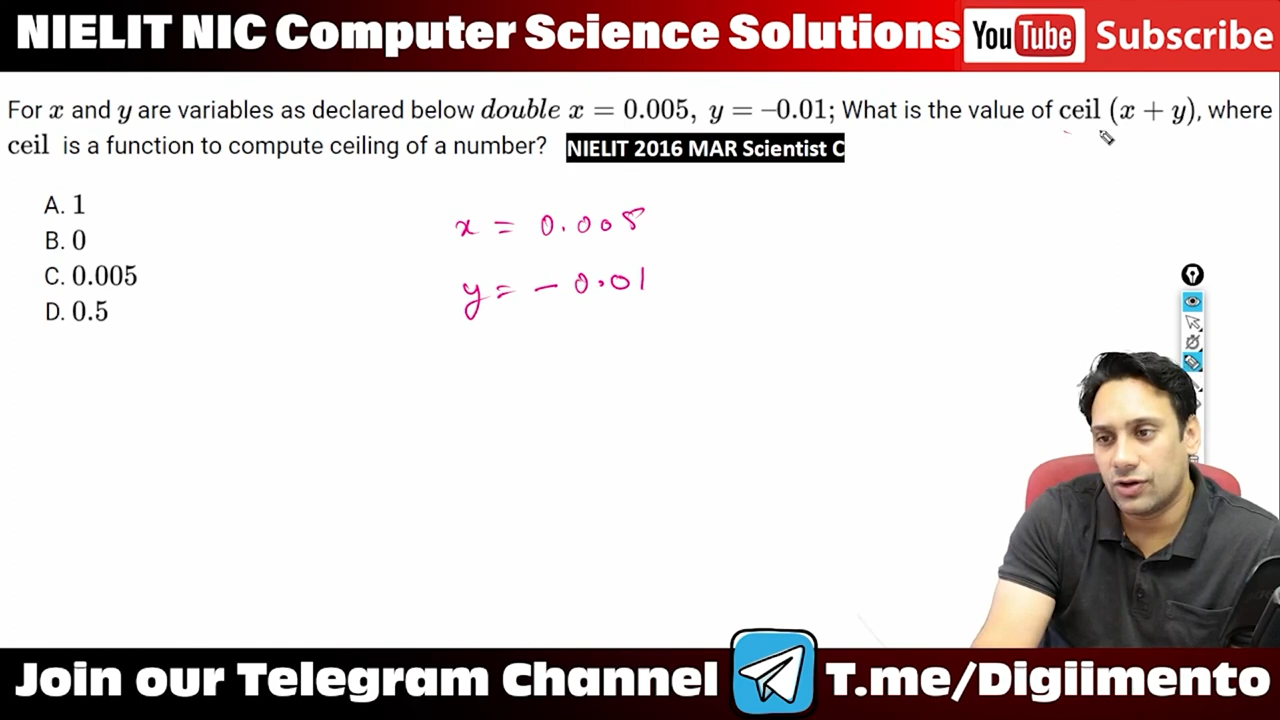 NIELIT NIC Computer Science Solutions YouTube Subscribe
For x and y are variables as declared below double x = 0.005, y = –0.01; What is the value of ceil (x + y), where
ceil is a function to compute ceiling of a number? NIELIT 2016 MAR Scientist C
A. 1
B. 0
C. 0.005
D. 0.5
x = 0.005
y = - 0.01
Join our Telegram Channel T.me/Digiimento